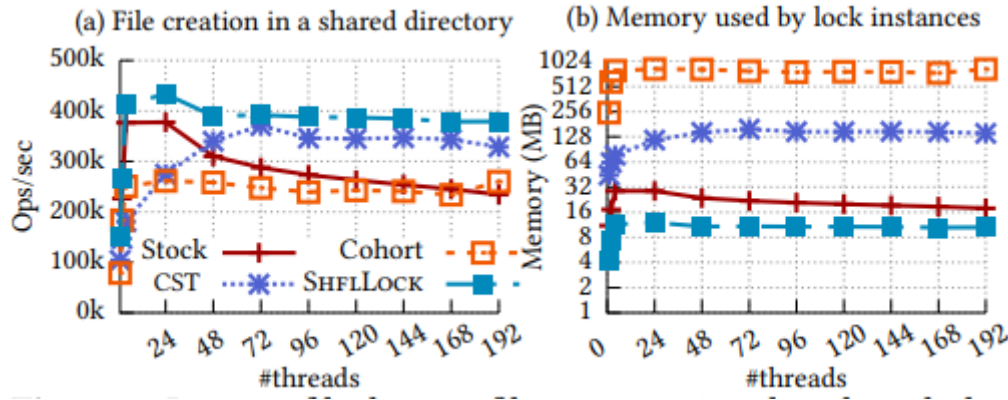 (a) File creation in a shared directory
500k
400k
300k
200k
100k
0k
Ops/sec
Stock
Cohort
CST
SHFLLOCK
24
48
72
96
120
144
168
192
#threads
(b) Memory used by lock instances
1024
512
256
128
64
32
16
8
4
2
1
Memory (MB)
0
24
48
72
96
120
144
168
192
#threads